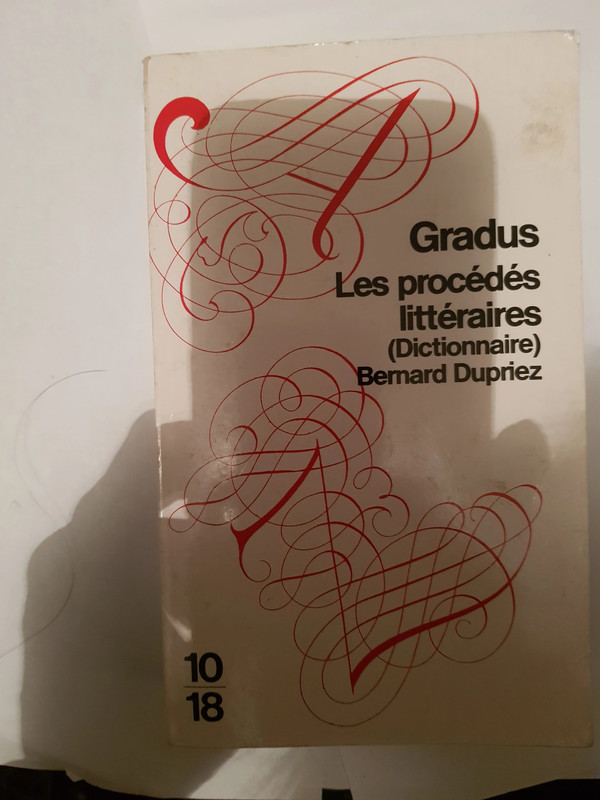 Gradus
Les procédés
littéraires
(Dictionnaire)
Bernard Dupriez
10
18